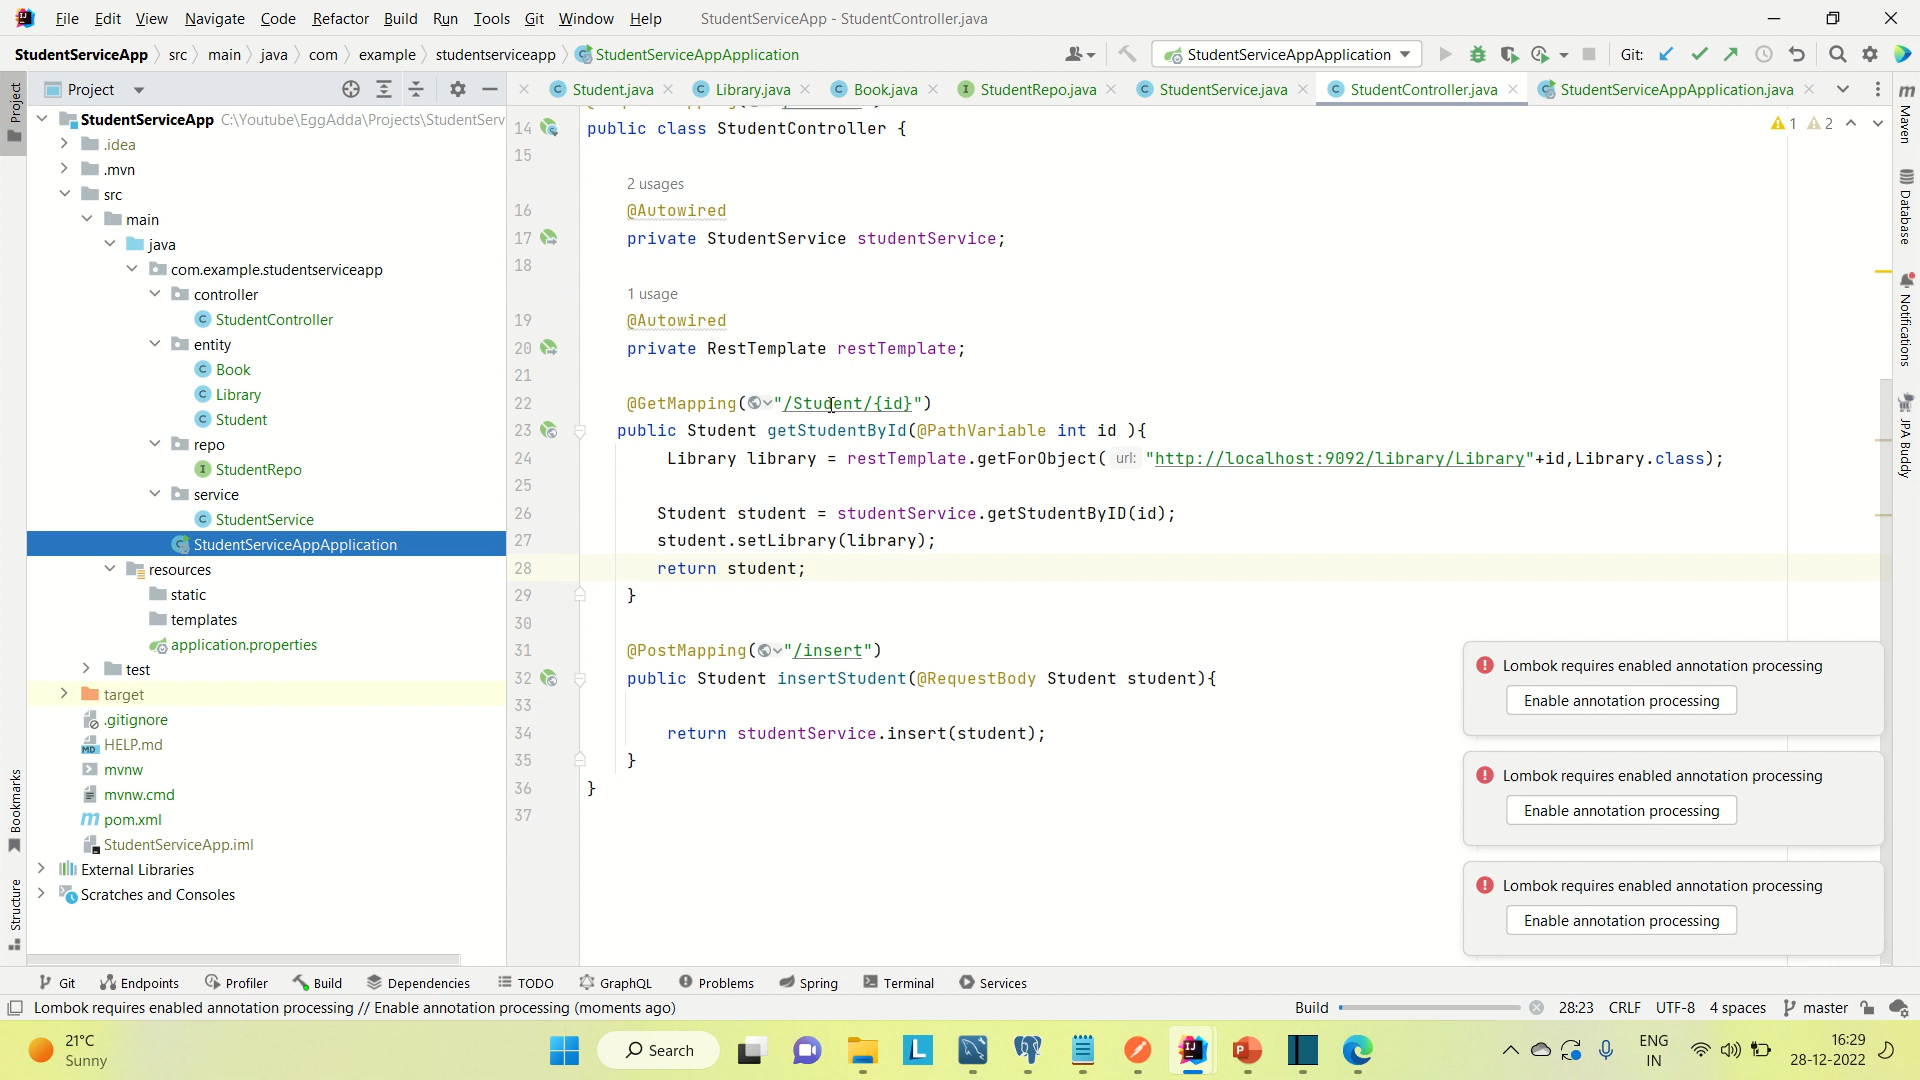 File Edit View Navigate Code Refactor Build Run Tools Git Window Help StudentServiceApp - StudentController.java
StudentServiceApp src main java com example studentserviceapp StudentServiceAppApplication StudentServiceAppApplication Git:
Project
Student.java Library.java Book.java StudentRepo.java StudentService.java StudentController.java StudentServiceAppApplication.java
StudentServiceApp C:\Youtube\EggAdda\Projects\StudentServ
.idea
.mvn
src
main
java
com.example.studentserviceapp
controller
StudentController
entity
Book
Library
Student
repo
StudentRepo
service
StudentService
StudentServiceAppApplication
resources
static
templates
application.properties
test
target
.gitignore
HELP.md
mvnw
mvnw.cmd
pom.xml
StudentServiceApp.iml
External Libraries
Scratches and Consoles
Project
Bookmarks
Structure
14 public class StudentController {
15
2 usages
16 @Autowired
17 private StudentService studentService;
18
1 usage
19 @Autowired
20 private RestTemplate restTemplate;
21
22 @GetMapping("/Student/{id}")
23 public Student getStudentById(@PathVariable int id ){
24 Library library = restTemplate.getForObject( url: "http://localhost:9092/library/Library"+id,Library.class);
25
26 Student student = studentService.getStudentByID(id);
27 student.setLibrary(library);
28 return student;
29 }
30
31 @PostMapping("/insert")
32 public Student insertStudent(@RequestBody Student student){
33
34 return studentService.insert(student);
35 }
36 }
37
1 2
Maven
Database
Notifications
JPA Buddy
Lombok requires enabled annotation processing
Enable annotation processing
Lombok requires enabled annotation processing
Enable annotation processing
Lombok requires enabled annotation processing
Enable annotation processing
Git Endpoints Profiler Build Dependencies TODO GraphQL Problems Spring Terminal Services
Lombok requires enabled annotation processing // Enable annotation processing (moments ago) Build 28:23 CRLF UTF-8 4 spaces master
21°C
Sunny
Search
ENG
IN
16:29
28-12-2022